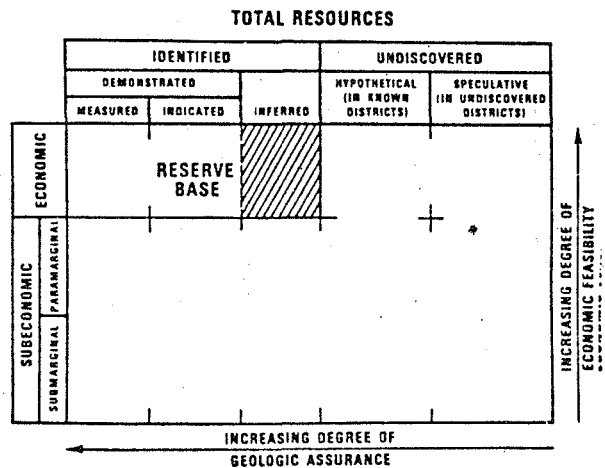 TOTAL RESOURCES
IDENTIFIED
UNDISCOVERED
DEMONSTRATED
INFERRED
HYPOTHETICAL
(IN KNOWN
DISTRICTS)
SPECULATIVE
(IN UNDISCOVERED
DISTRICTS)
MEASURED
INDICATED
ECONOMIC
RESERVE
BASE
SUBECONOMIC
PARAMARGINAL
SUBMARGINAL
INCREASING DEGREE OF
ECONOMIC FEASIBILITY
INCREASING DEGREE OF
GEOLOGIC ASSURANCE